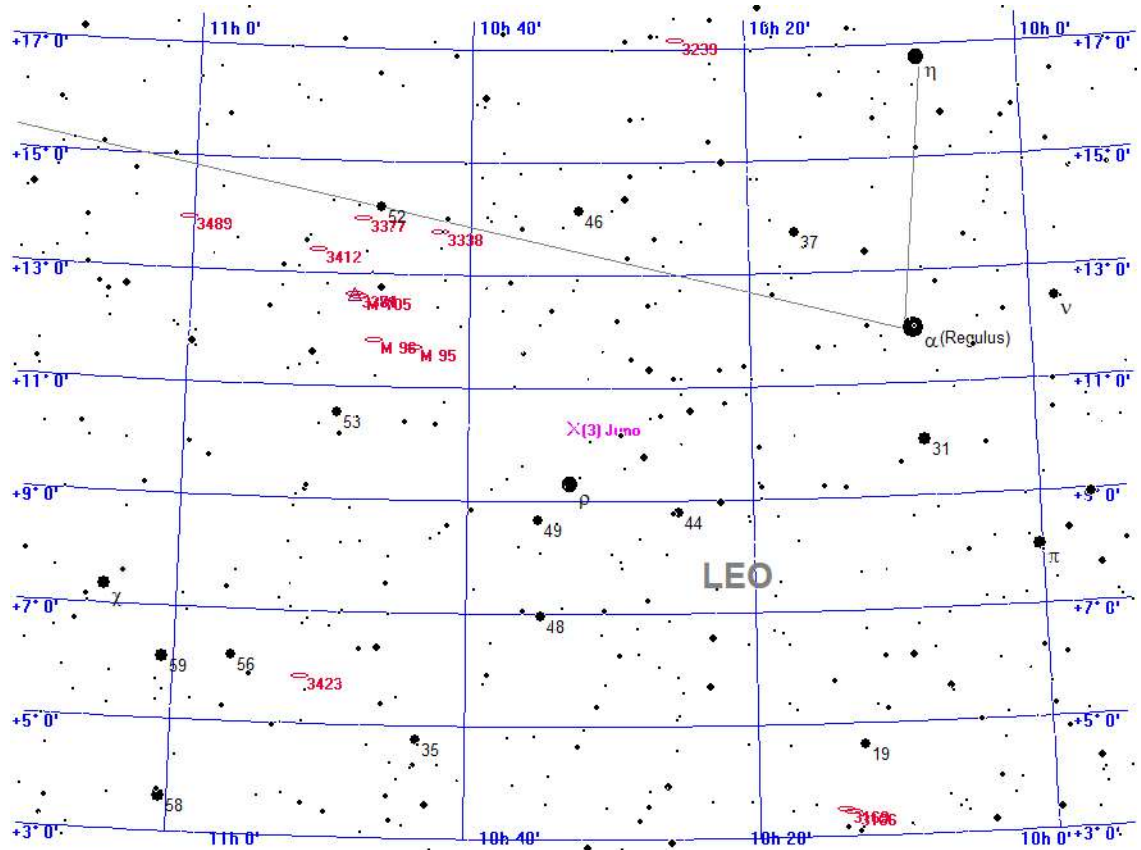 11h 0' 10h 40' 10h 20' 10h 0'
+17° 0' +17° 0'
3239
η
+15° 0' +15° 0'
52 46
3489 3377 3338 37
3412
+13° 0' +13° 0'
ν
M 105
α (Regulus)
M 96 M 95
+11° 0' +11° 0'
53 (3) Juno
31
+9° 0' +9° 0'
ρ
49 44
π
LEO
χ
+7° 0' +7° 0'
48
59 56
3423
+5° 0' +5° 0'
35 19
58
3166
+3° 0' +3° 0'
11h 0' 10h 40' 10h 20' 10h 0'